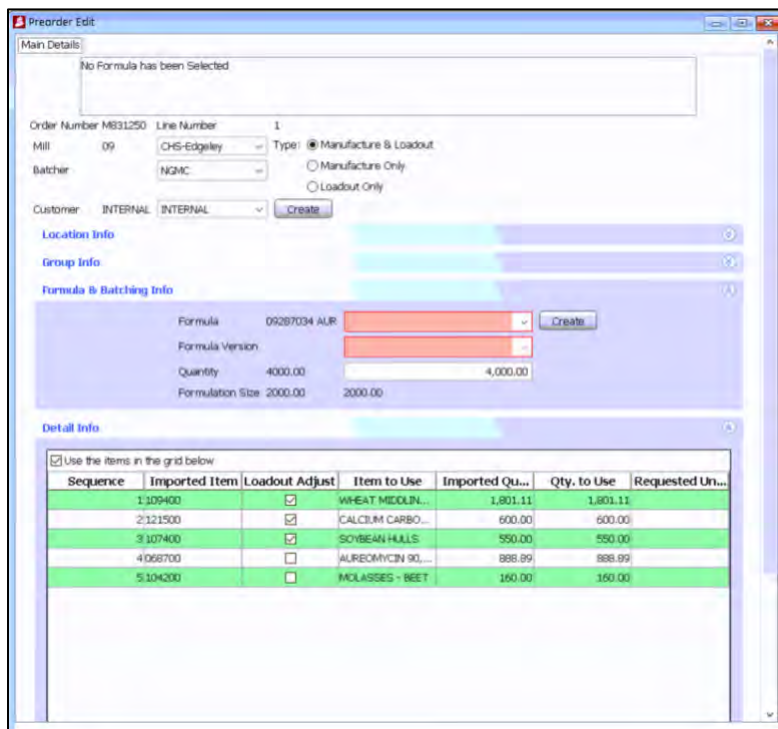 Preorder Edit
Main Details
No Formula has been Selected
Order Number M831250 Line Number 1
Mill 09 CHS-Edgeley Type: Manufacture & Loadout
Batcher NGMC Manufacture Only
Loadout Only
Customer INTERNAL INTERNAL Create
Location Info
Group Info
Formula & Batching Info
Formula 09287034 AUR Create
Formula Version
Quantity 4000.00 4,000.00
Formulation Size 2000.00 2000.00
Detail Info
Use the items in the grid below
Sequence Imported Item Loadout Adjust Item to Use Imported Qu... Qty. to Use Requested Un...
1 109400 WHEAT MIDDLIN... 1,801.11 1,801.11
2 121500 CALCIUM CARBO... 600.00 600.00
3 107400 SOYBEAN HULLS 550.00 550.00
4 068700 AUREOMYCIN 90,... 888.89 888.89
5 104200 MOLASSES - BEET 160.00 160.00